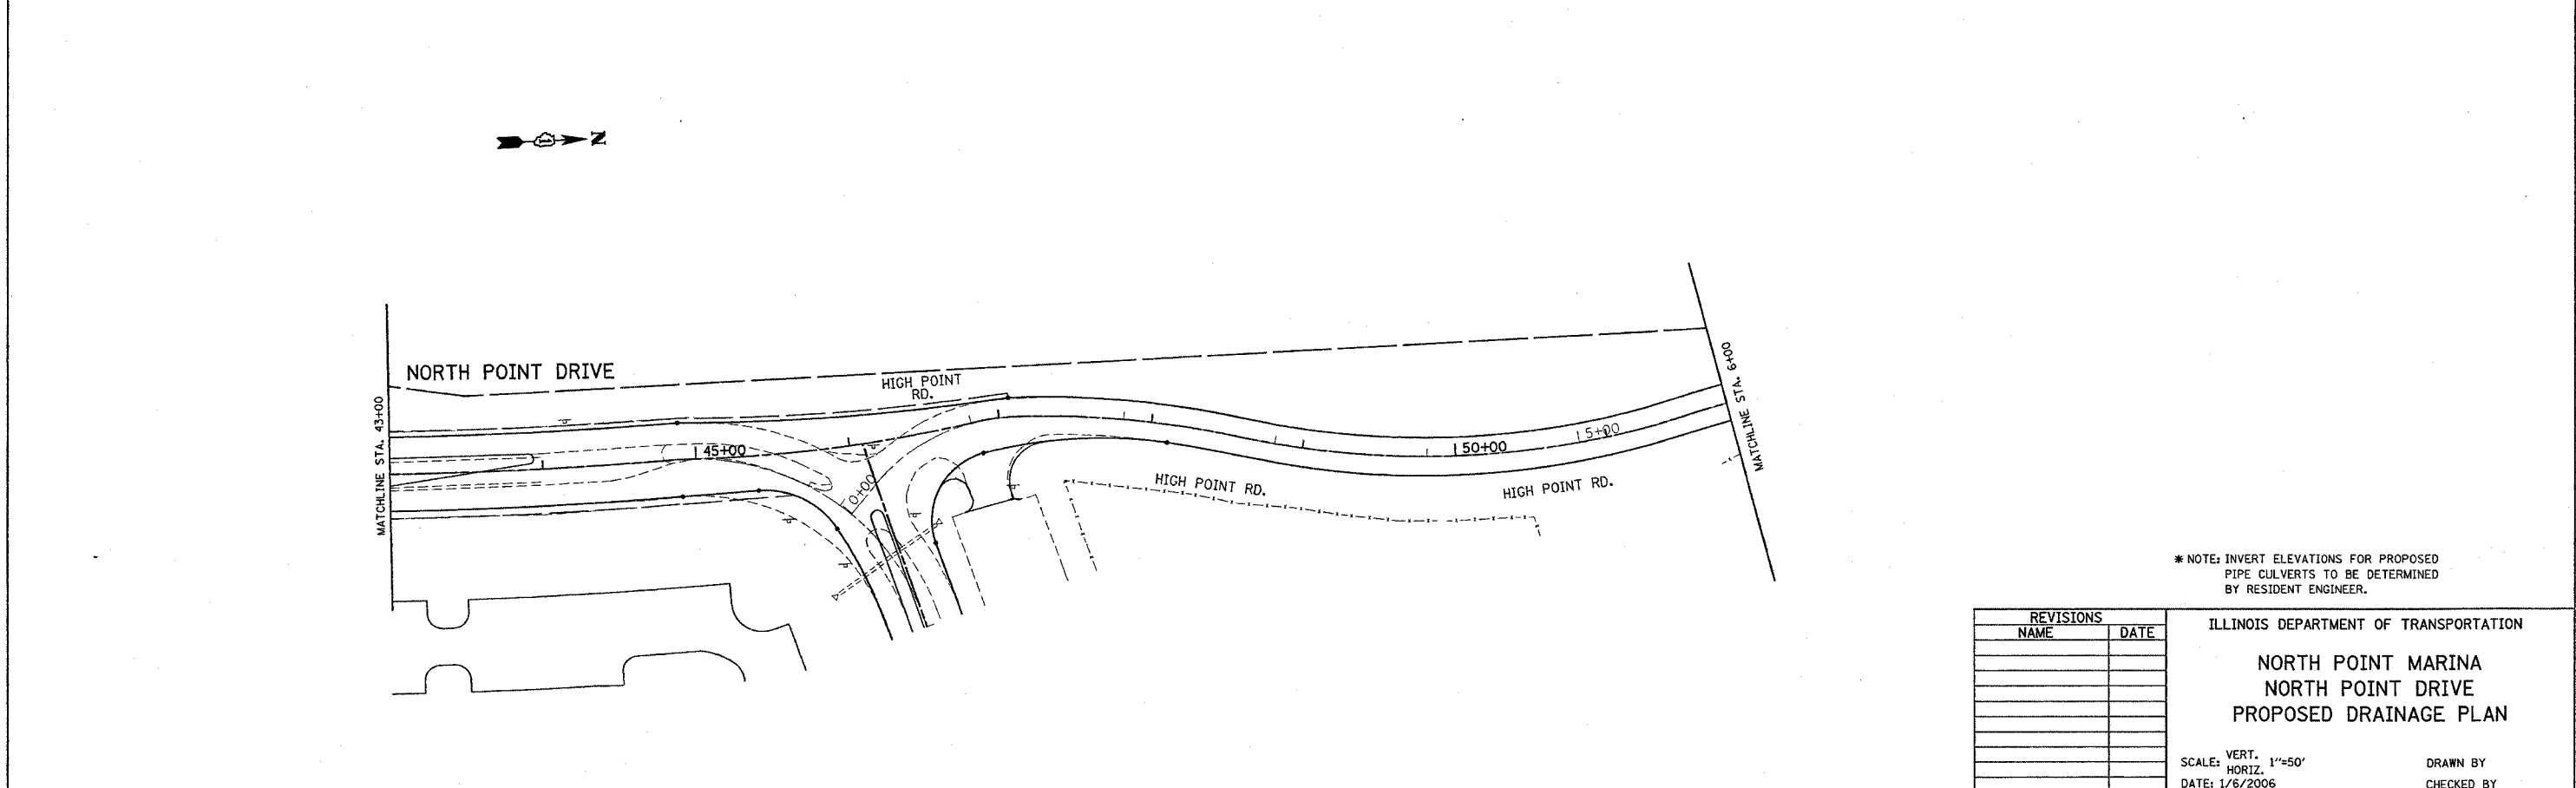 N
NORTH POINT DRIVE
HIGH POINT
RD.
MATCHLINE STA. 43+00
45+00
0+00
HIGH POINT RD.
50+00
5+00
HIGH POINT RD.
MATCHLINE STA. 6+00
* NOTE: INVERT ELEVATIONS FOR PROPOSED
PIPE CULVERTS TO BE DETERMINED
BY RESIDENT ENGINEER.
REVISIONS
NAME DATE
ILLINOIS DEPARTMENT OF TRANSPORTATION
NORTH POINT MARINA
NORTH POINT DRIVE
PROPOSED DRAINAGE PLAN
SCALE: VERT. 1"=50'
HORIZ.
DATE: 1/6/2006
DRAWN BY
CHECKED BY